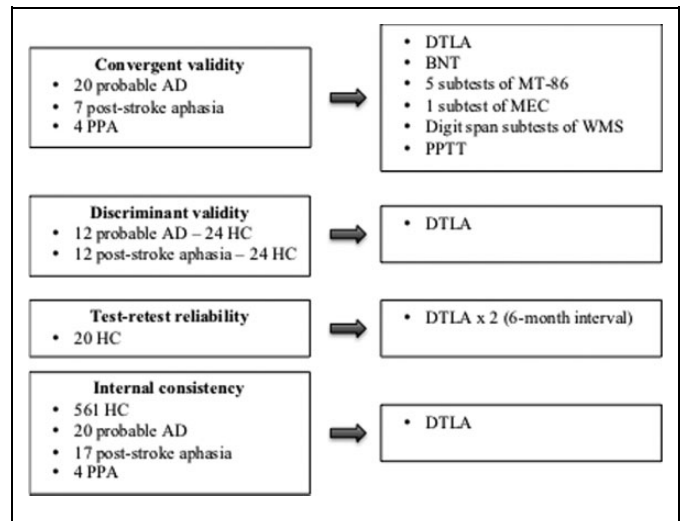 Convergent validity
• 20 probable AD
• 7 post-stroke aphasia
• 4 PPA
• DTLA
• BNT
• 5 subtests of MT-86
• 1 subtest of MEC
• Digit span subtests of WMS
• PPTT
Discriminant validity
• 12 probable AD – 24 HC
• 12 post-stroke aphasia – 24 HC
• DTLA
Test-retest reliability
• 20 HC
• DTLA x 2 (6-month interval)
Internal consistency
• 561 HC
• 20 probable AD
• 17 post-stroke aphasia
• 4 PPA
• DTLA